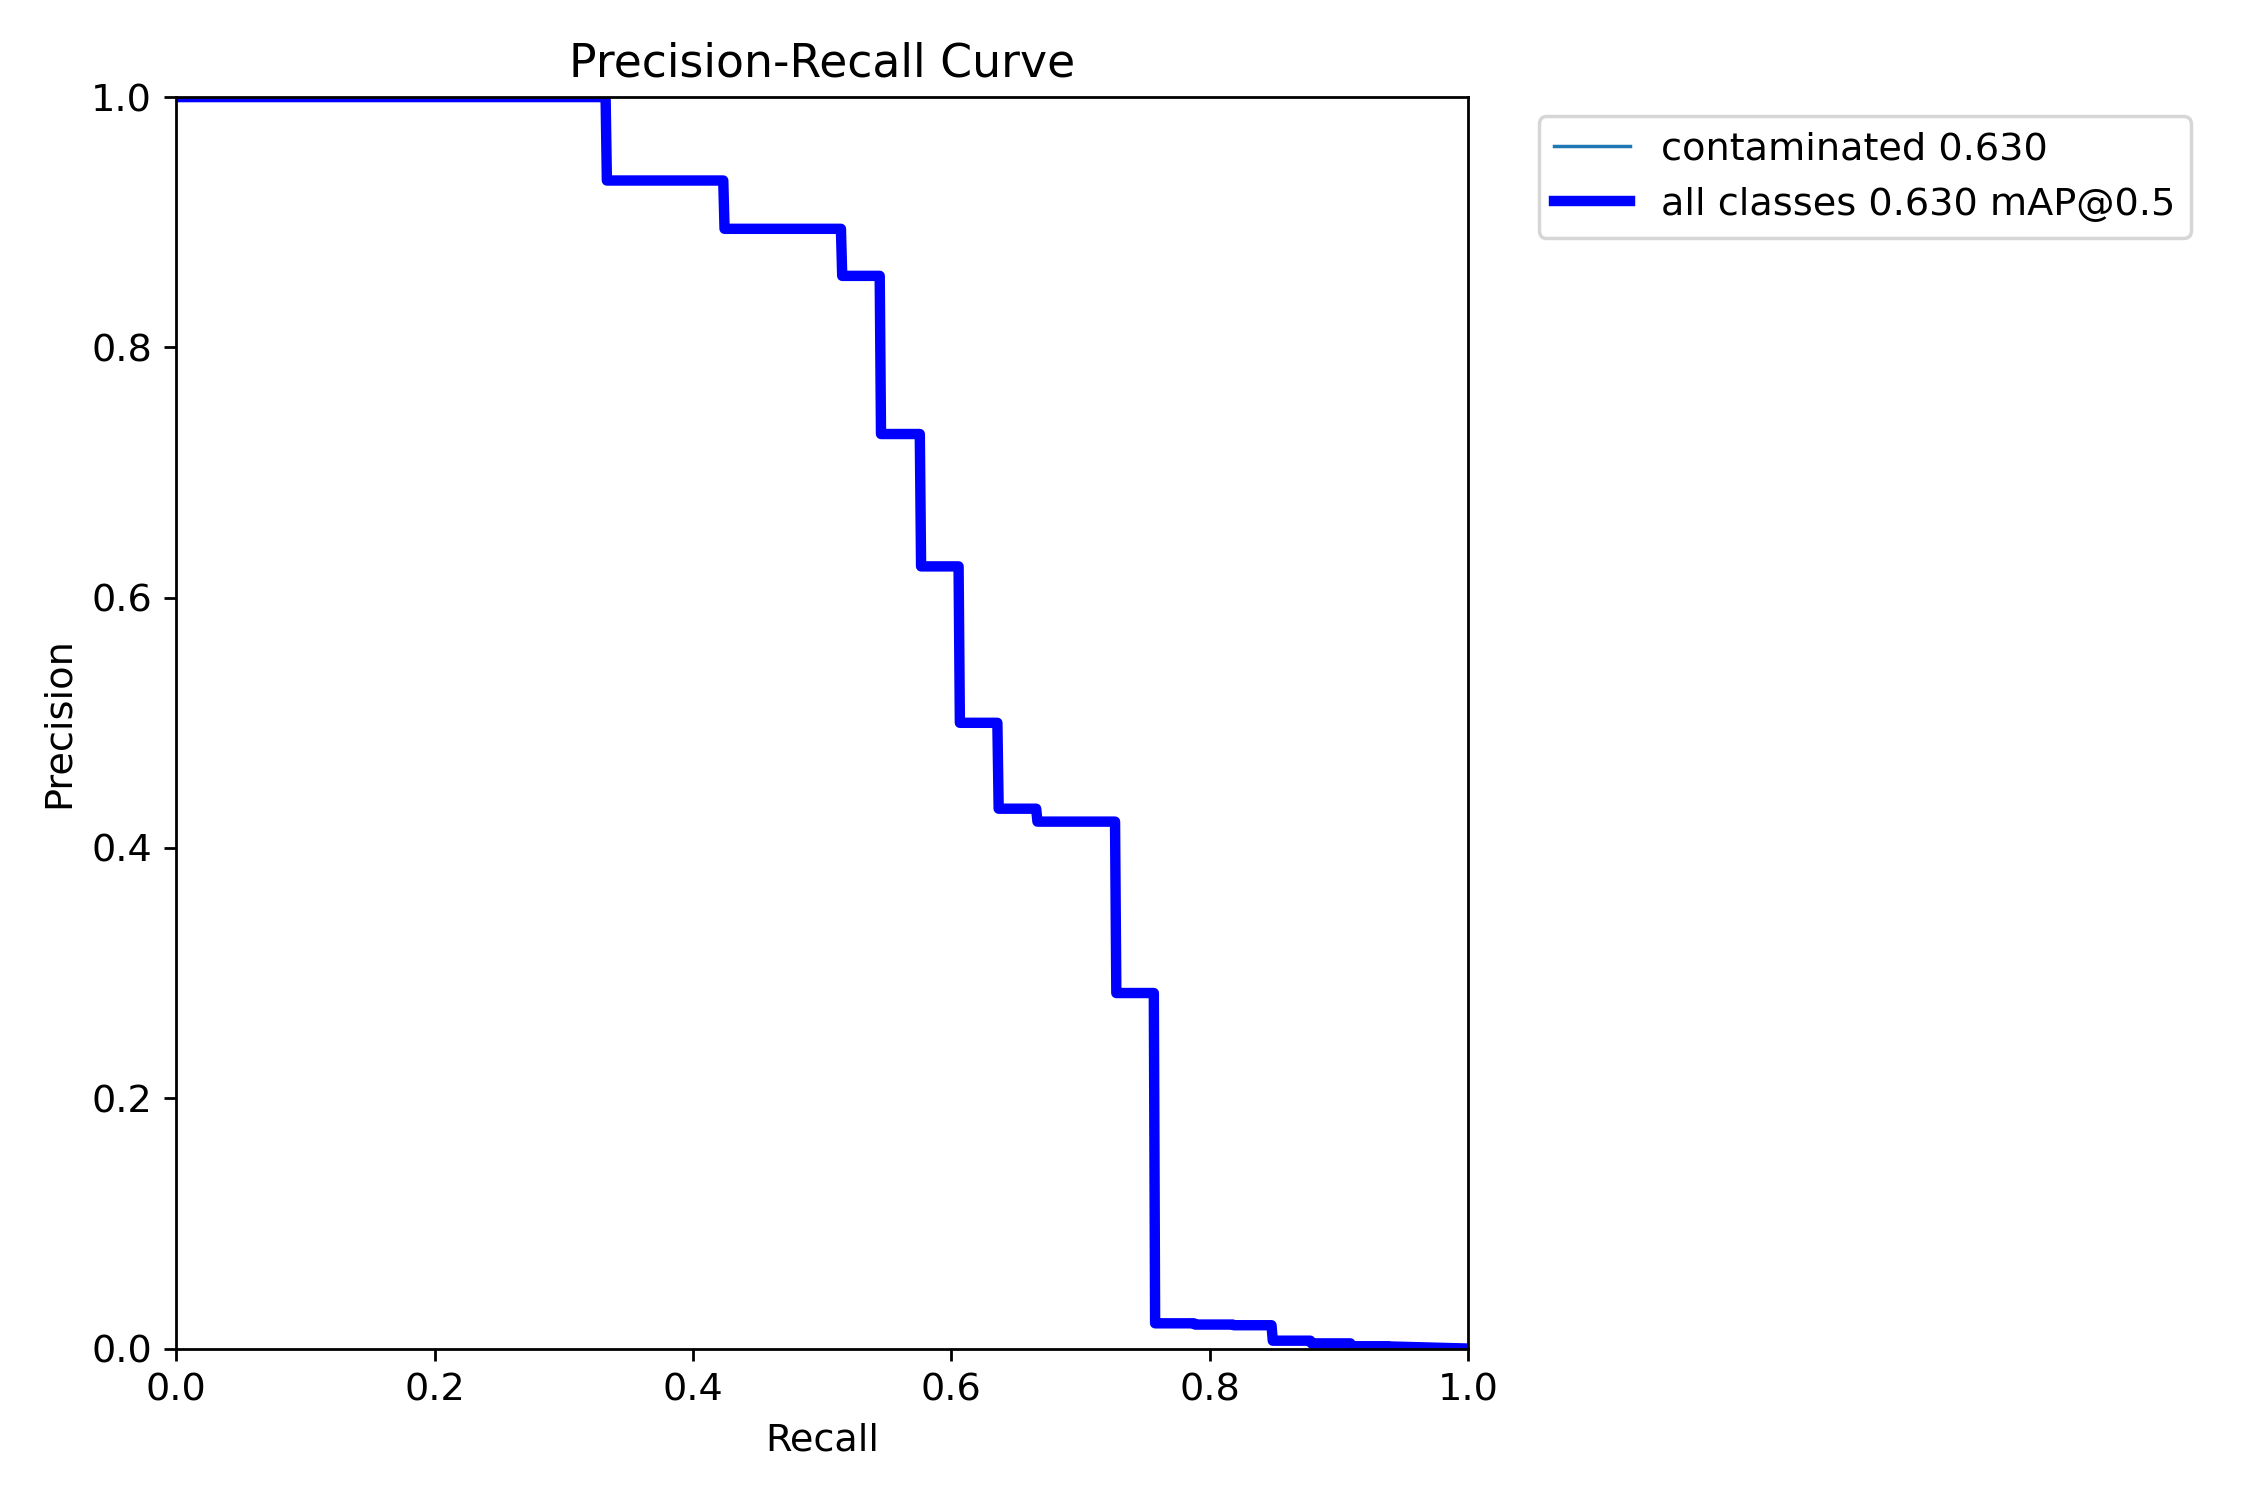 Precision-Recall Curve
1.0
0.8
0.6
0.4
0.2
0.0
Precision
0.0 0.2 0.4 0.6 0.8 1.0
Recall
contaminated 0.630
all classes 0.630 mAP@0.5